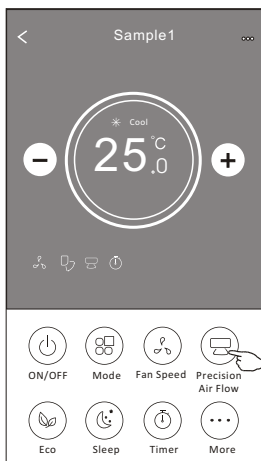 Sample1
Cool
25.0 °C
ON/OFF
Mode
Fan Speed
Precision
Air Flow
Eco
Sleep
Timer
More